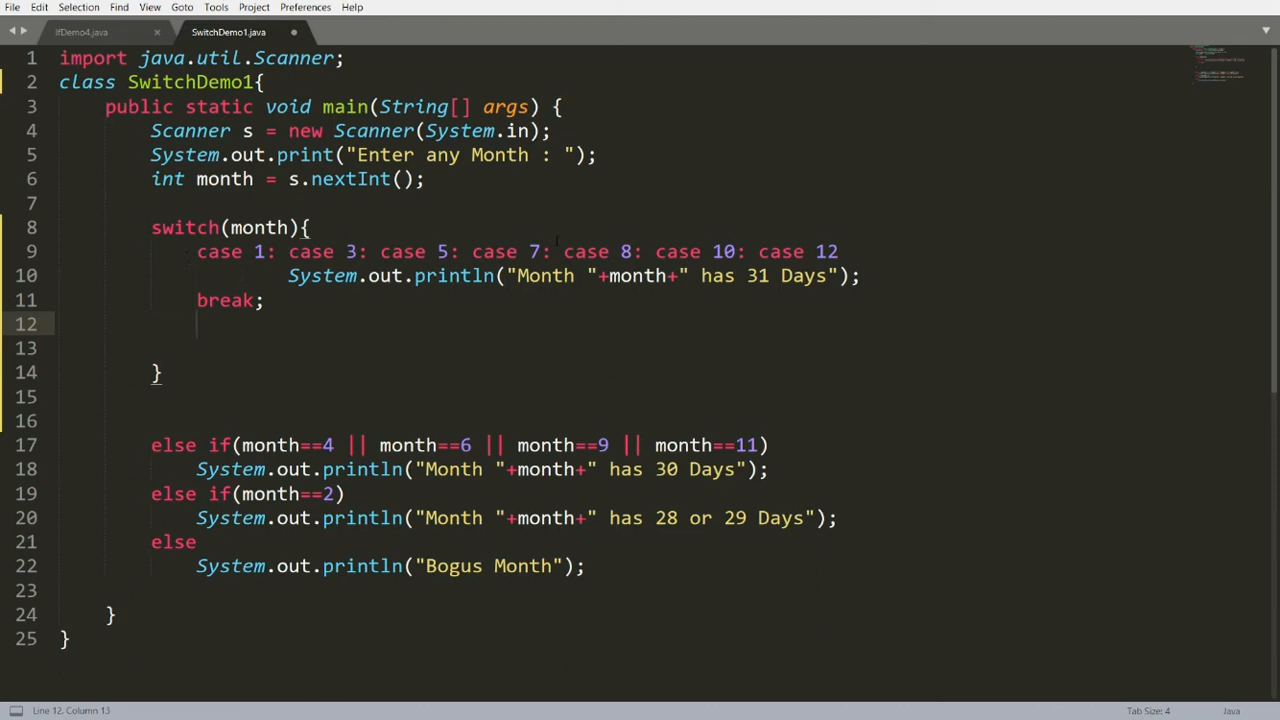 File Edit Selection Find View Goto Tools Project Preferences Help
ifDemo4.java × SwitchDemo1.java
1 import java.util.Scanner;
2 class SwitchDemo1{
3 public static void main(String[] args) {
4 Scanner s = new Scanner(System.in);
5 System.out.print("Enter any Month : ");
6 int month = s.nextInt();
7
8 switch(month){
9 case 1: case 3: case 5: case 7: case 8: case 10: case 12
10 System.out.println("Month "+month+" has 31 Days");
11 break;
12
13
14 }
15
16
17 else if(month==4 || month==6 || month==9 || month==11)
18 System.out.println("Month "+month+" has 30 Days");
19 else if(month==2)
20 System.out.println("Month "+month+" has 28 or 29 Days");
21 else
22 System.out.println("Bogus Month");
23
24 }
25 }
Line 12, Column 13 Tab Size: 4 Java